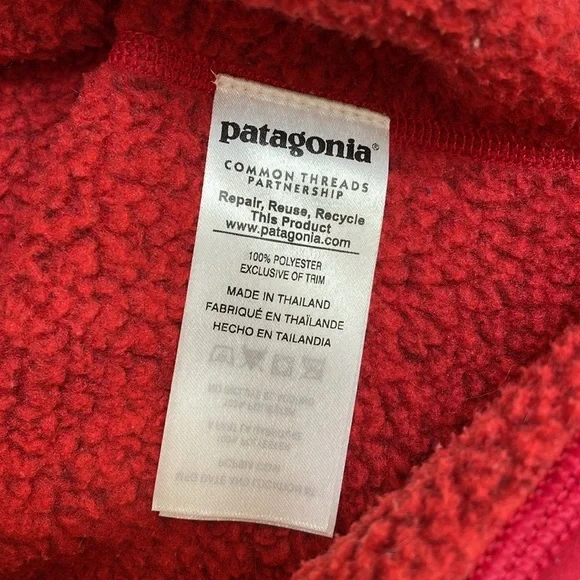 patagonia®
COMMON THREADS
PARTNERSHIP
Repair, Reuse, Recycle
This Product
www.patagonia.com
100% POLYESTER
EXCLUSIVE OF TRIM
MADE IN THAILAND
FABRIQUÉ EN THAÏLANDE
HECHO EN TAILANDIA